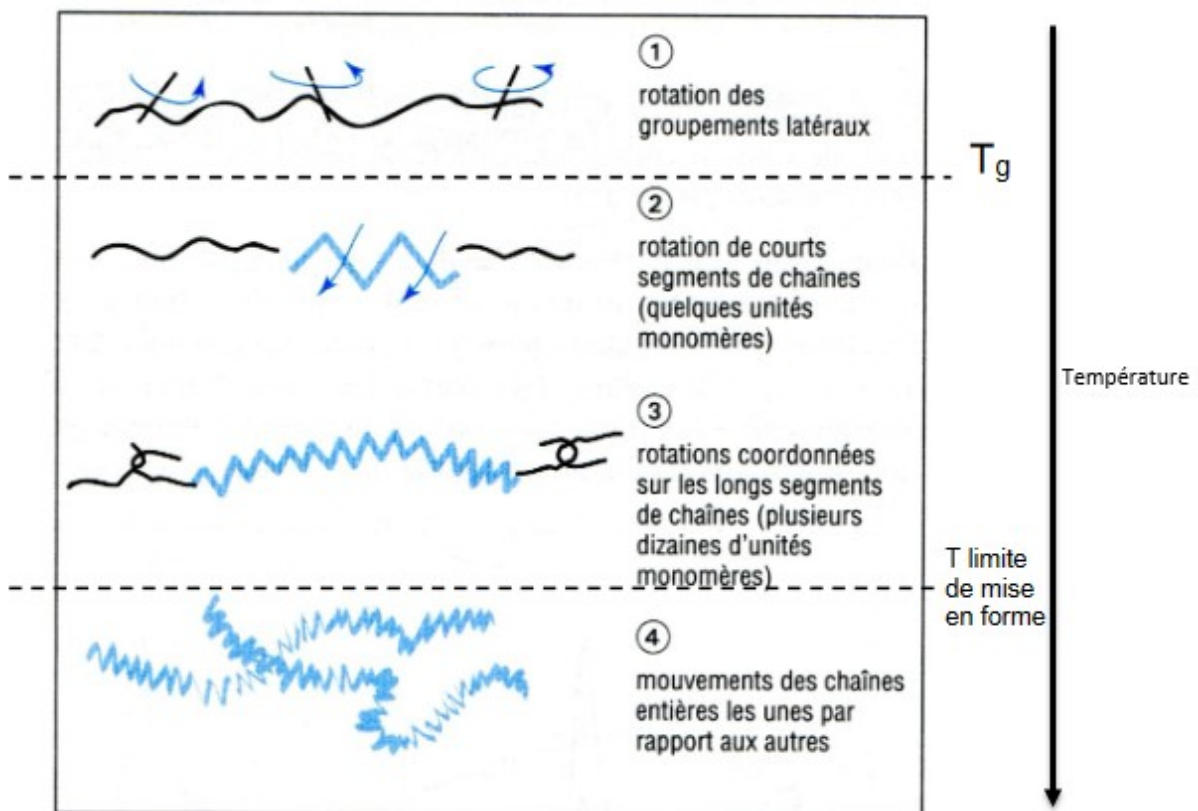 ①
rotation des
groupements latéraux
Tg
②
rotation de courts
segments de chaînes
(quelques unités
monomères)
Température
③
rotations coordonnées
sur les longs segments
de chaînes (plusieurs
dizaines d'unités
monomères)
T limite
de mise
en forme
④
mouvements des chaînes
entières les unes par
rapport aux autres